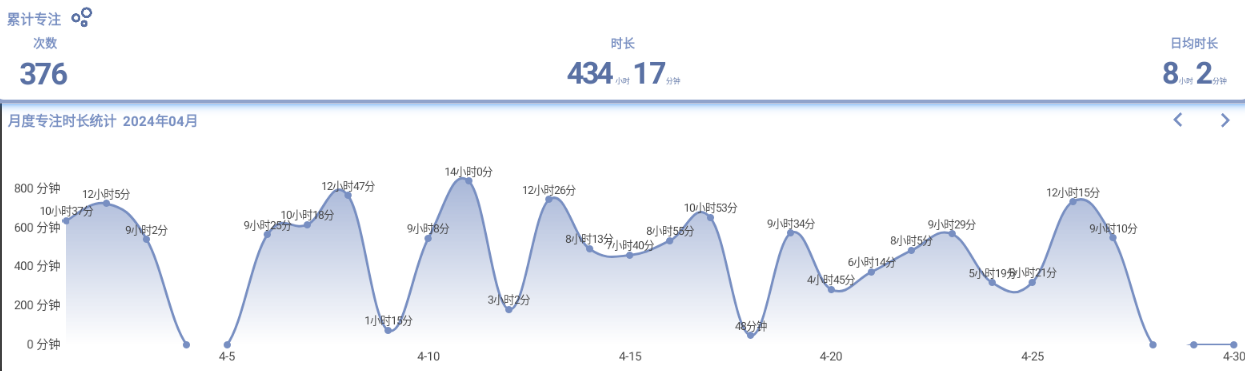 累计专注
次数 时长 日均时长
376 434 小时 17 分钟 8 小时 2 分钟
月度专注时长统计 2024年04月
14小时0分
800 分钟 12小时5分 12小时47分 12小时26分 12小时15分
10小时37分 10小时18分 10小时53分
600 分钟 9小时2分 9小时25分 9小时8分 8小时13分 7小时40分 8小时55分 9小时34分 8小时5分 9小时29分 9小时10分
400 分钟 6小时14分 5小时19分 5小时21分
4小时45分
200 分钟 3小时2分
1小时15分 48分钟
0 分钟
4-5 4-10 4-15 4-20 4-25 4-30